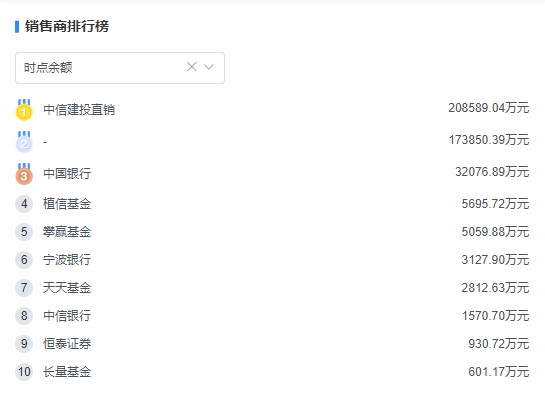 销售商排行榜
时点余额
1 中信建投直销 208589.04万元
2 - 173850.39万元
3 中国银行 32076.89万元
4 植信基金 5695.72万元
5 攀赢基金 5059.88万元
6 宁波银行 3127.90万元
7 天天基金 2812.63万元
8 中信银行 1570.70万元
9 恒泰证券 930.72万元
10 长量基金 601.17万元